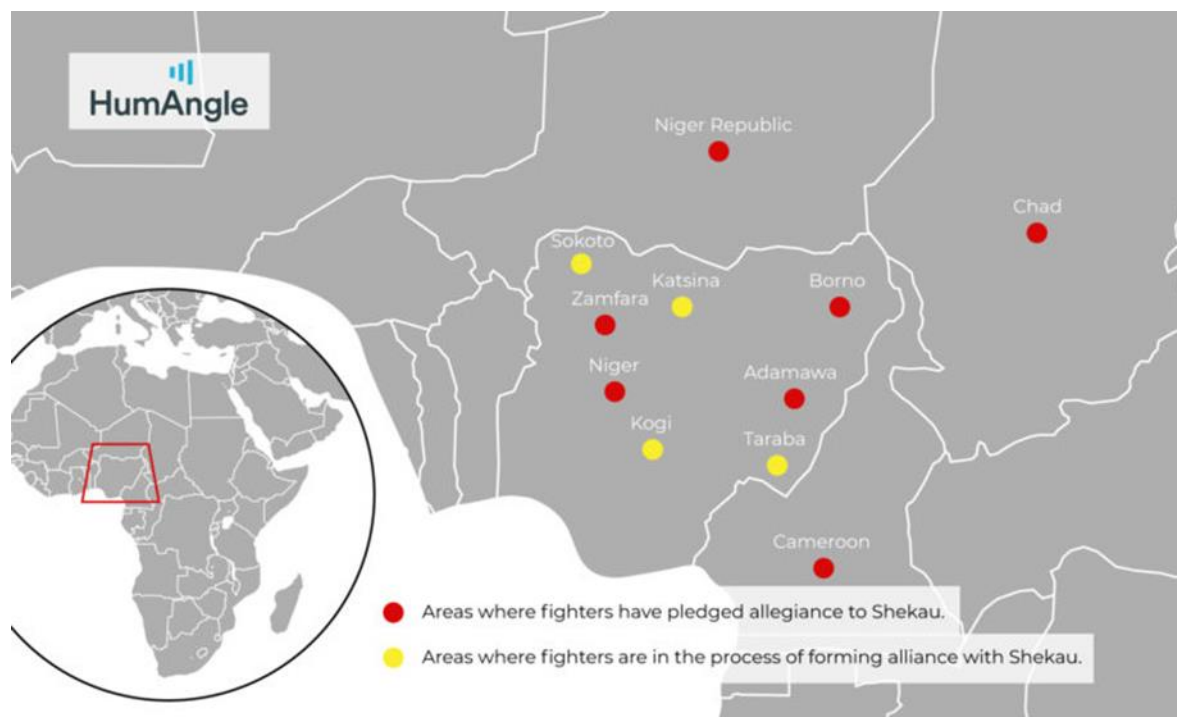 HumAngle
Niger Republic
Chad
Sokoto
Katsina
Borno
Zamfara
Niger
Adamawa
Kogi
Taraba
Cameroon
Areas where fighters have pledged allegiance to Shekau.
Areas where fighters are in the process of forming alliance with Shekau.